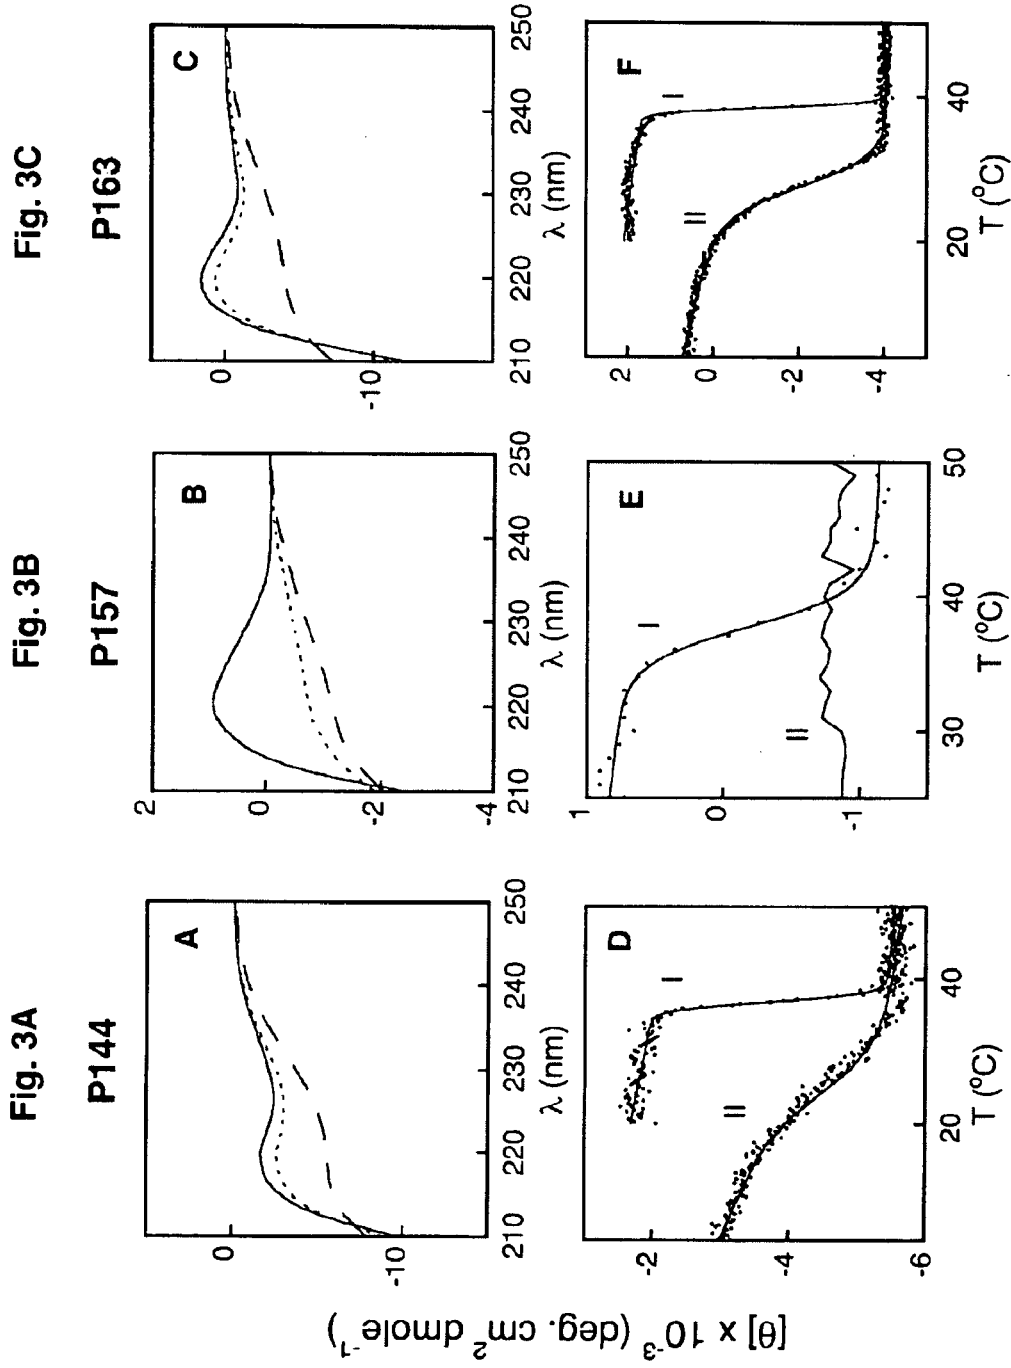 Fig. 3A
Fig. 3B
Fig. 3C
P144
P157
P163
[θ] x 10⁻³ (deg. cm² dmole⁻¹)
A
0
-5
-10
210 220 230 240 250
λ (nm)
B
2
0
-2
-4
210 220 230 240 250
λ (nm)
C
0
-10
210 220 230 240 250
λ (nm)
D
I
II
-2
-4
-6
20 40
T (°C)
E
I
II
1
0
-1
30 40 50
T (°C)
F
I
II
2
0
-2
-4
20 40
T (°C)